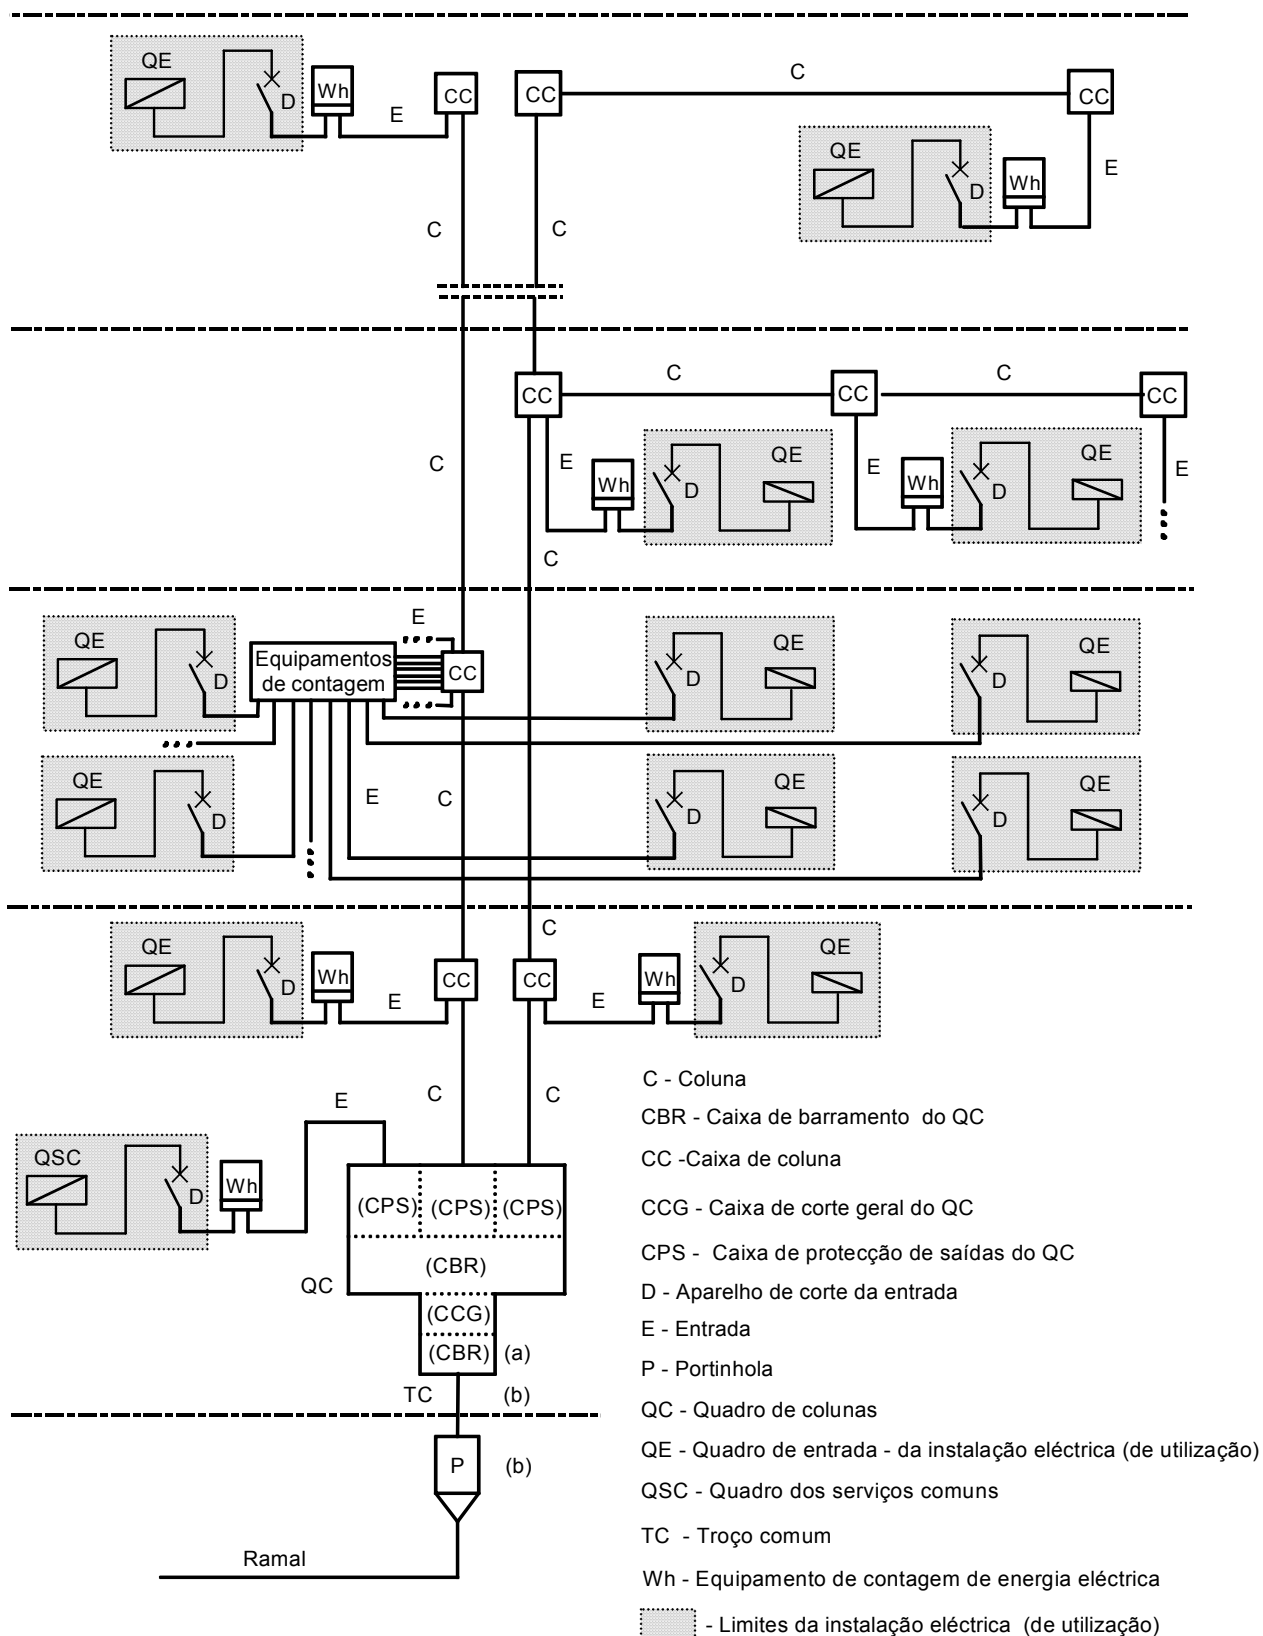 QE
D
Wh
E
CC
CC
C
CC
QE
D
Wh
E
C
C
CC
C
CC
C
CC
C
E
Wh
D
QE
E
Wh
D
QE
E
C
E
QE
D
Equipamentos
de contagem
CC
D
QE
D
QE
QE
D
E
C
D
QE
D
QE
C
QE
D
Wh
E
CC
CC
E
Wh
D
QE
E
C
C
QSC
D
Wh
(CPS)
(CPS)
(CPS)
(CBR)
QC
(CCG)
(CBR)
(a)
TC
(b)
P
(b)
Ramal
C - Coluna
CBR - Caixa de barramento do QC
CC -Caixa de coluna
CCG - Caixa de corte geral do QC
CPS - Caixa de protecção de saídas do QC
D - Aparelho de corte da entrada
E - Entrada
P - Portinhola
QC - Quadro de colunas
QE - Quadro de entrada - da instalação eléctrica (de utilização)
QSC - Quadro dos serviços comuns
TC - Troço comum
Wh - Equipamento de contagem de energia eléctrica
- Limites da instalação eléctrica (de utilização)